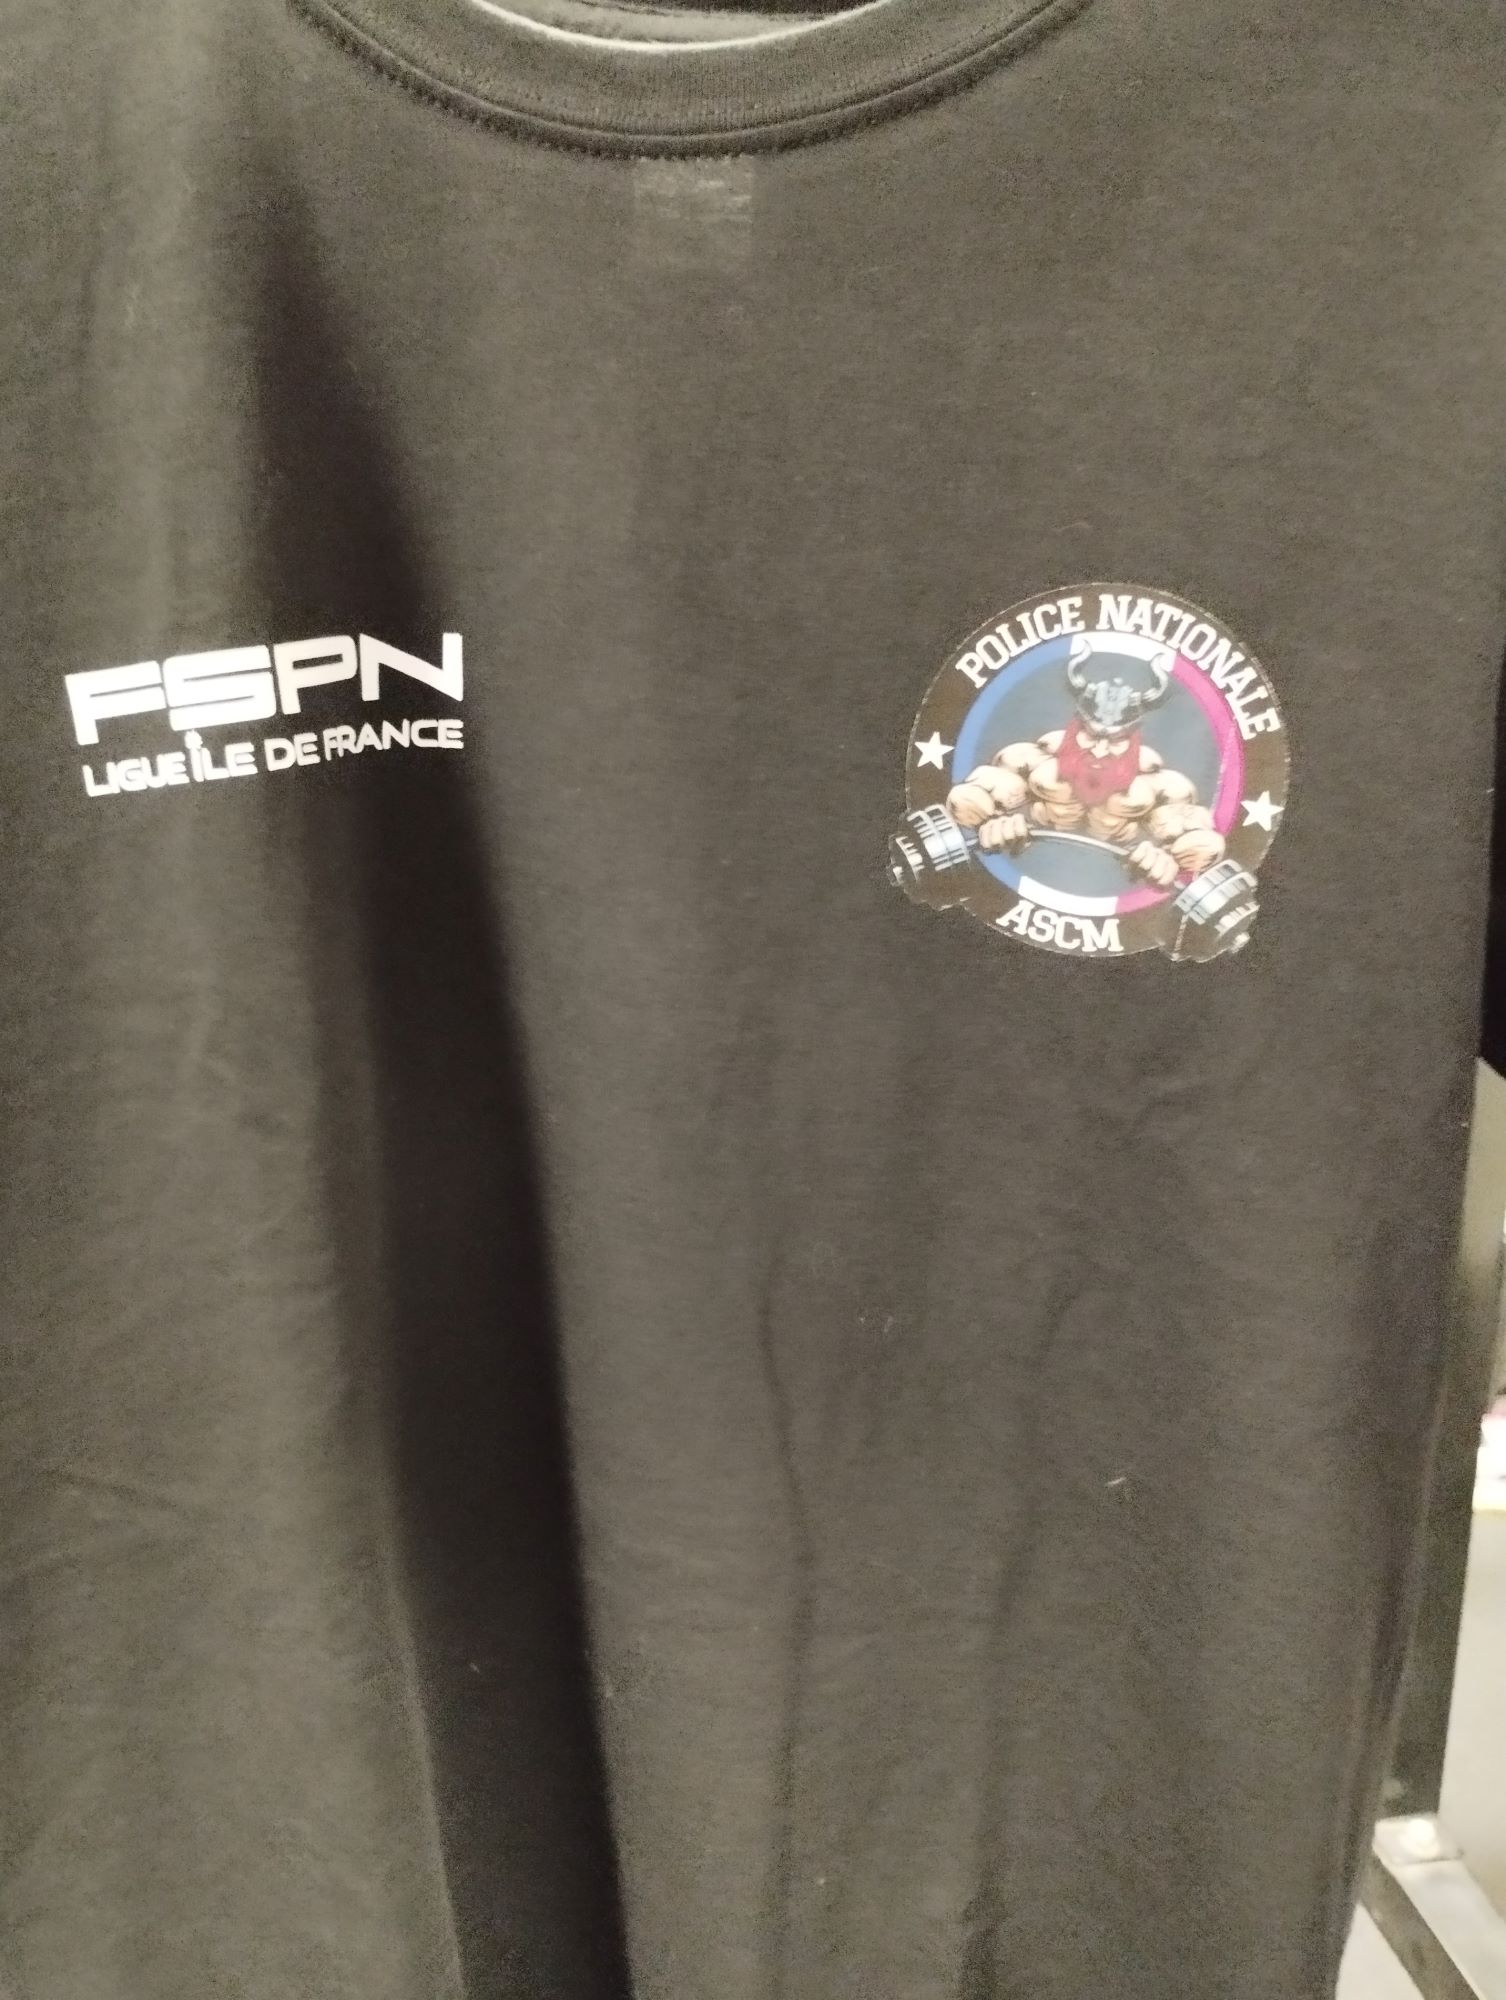 FSPN
LIGUE ÎLE DE FRANCE
POLICE NATIONALE
ASCM